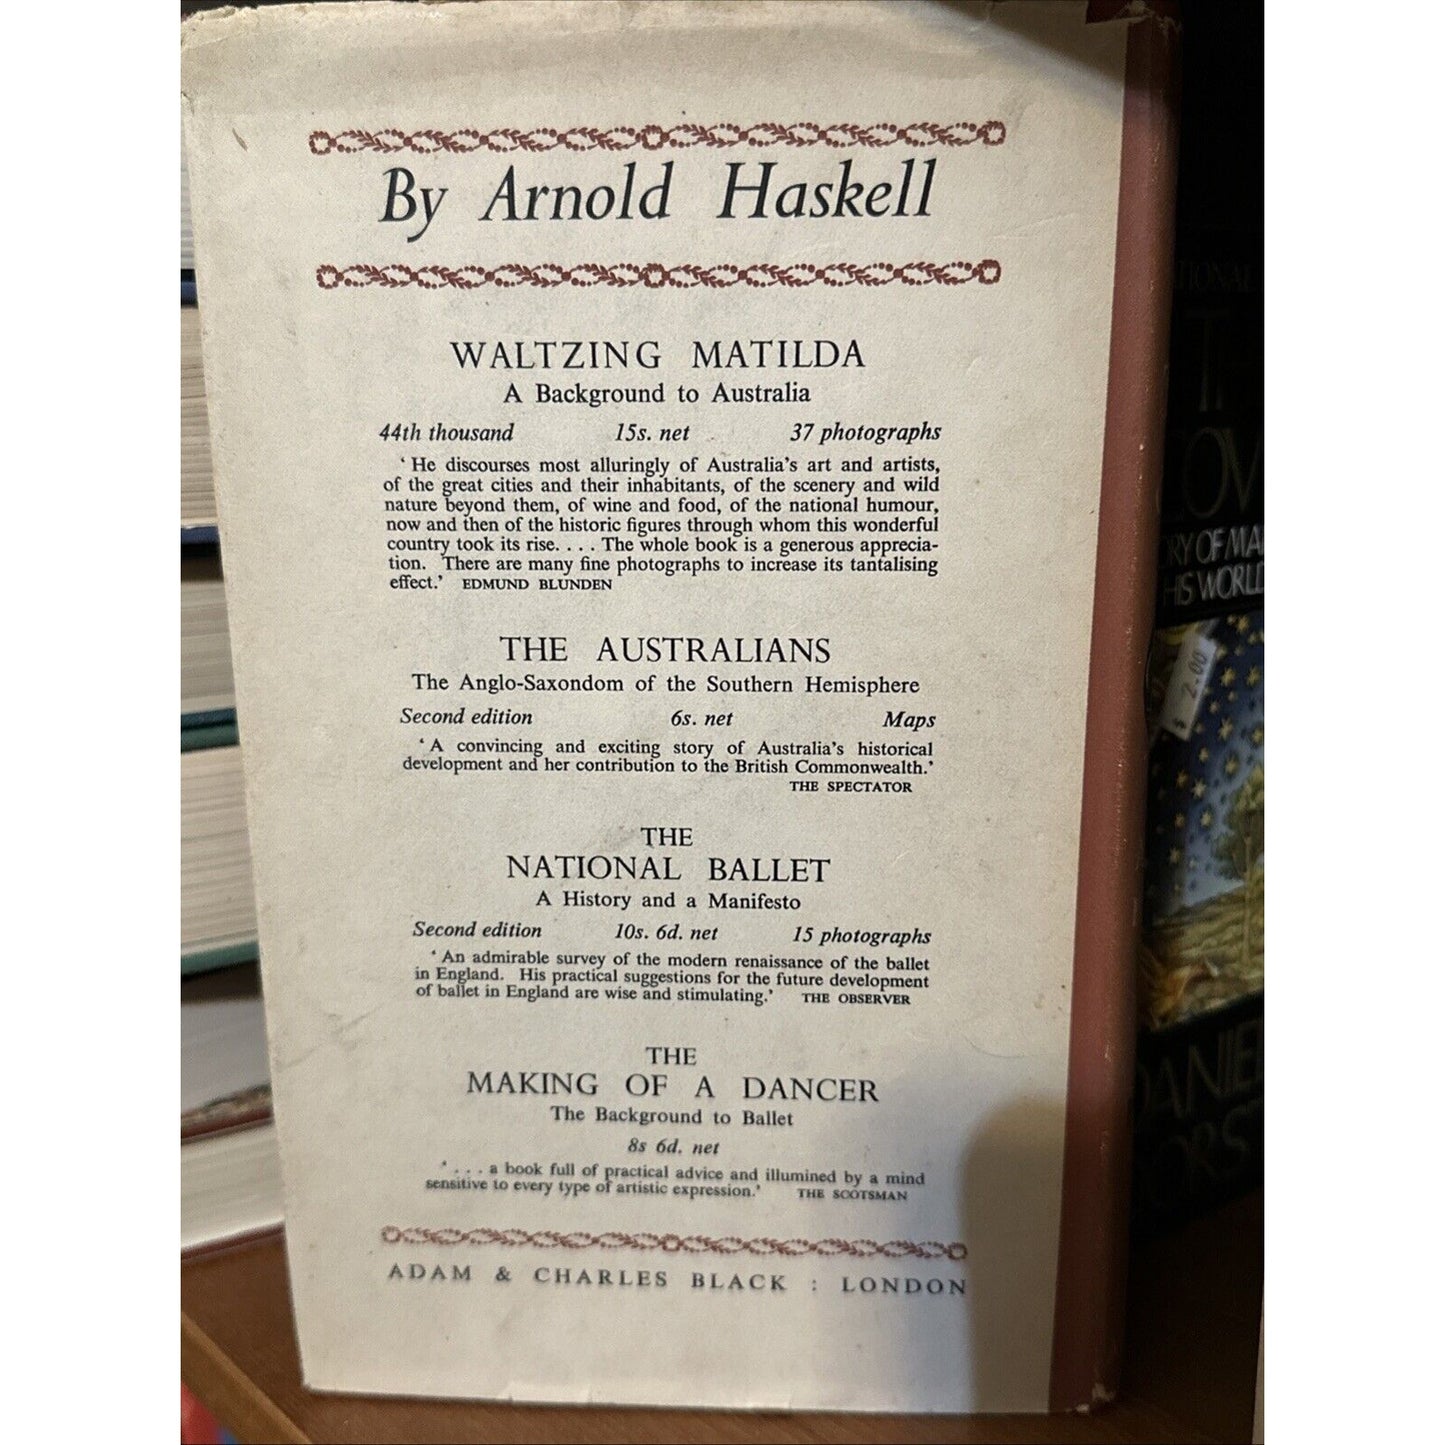 By Arnold Haskell
WALTZING MATILDA
A Background to Australia
44th thousand 15s. net 37 photographs
‘He discourses most alluringly of Australia’s art and artists,
of the great cities and their inhabitants, of the scenery and wild
nature beyond them, of wine and food, of the national humour,
now and then of the historic figures through whom this wonderful
country took its rise. . . . The whole book is a generous apprecia-
tion. There are many fine photographs to increase its tantalising
effect.’ EDMUND BLUNDEN
THE AUSTRALIANS
The Anglo-Saxondom of the Southern Hemisphere
Second edition 6s. net Maps
‘A convincing and exciting story of Australia’s historical
development and her contribution to the British Commonwealth.’
THE SPECTATOR
THE
NATIONAL BALLET
A History and a Manifesto
Second edition 10s. 6d. net 15 photographs
‘An admirable survey of the modern renaissance of the ballet
in England. His practical suggestions for the future development
of ballet in England are wise and stimulating.’ THE OBSERVER
THE
MAKING OF A DANCER
The Background to Ballet
8s 6d. net
‘. . . a book full of practical advice and illumined by a mind
sensitive to every type of artistic expression.’ THE SCOTSMAN
ADAM & CHARLES BLACK : LONDON
OF MA
HIS WORLD
$2.00